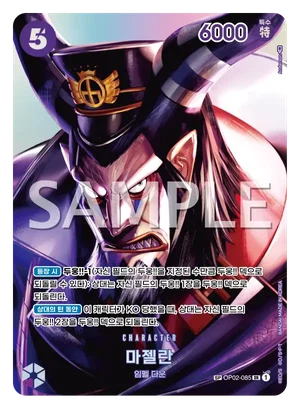 5
6000
특수
特
SAMPLE
등장 시 두웅!!-1(자신 필드의 두웅!!을 지정된 수만큼 두웅!! 덱으로
되돌릴 수 있다): 상대는 자신 필드의 두웅!! 1장을 두웅!! 덱으로
되돌린다.
상대의 턴 동안 이 캐릭터가 KO 당했을 때, 상대는 자신 필드의
두웅!! 2장을 두웅!! 덱으로 되돌린다.
CHARACTER
마젤란
임펠 다운
SP OP02-085 SR 1